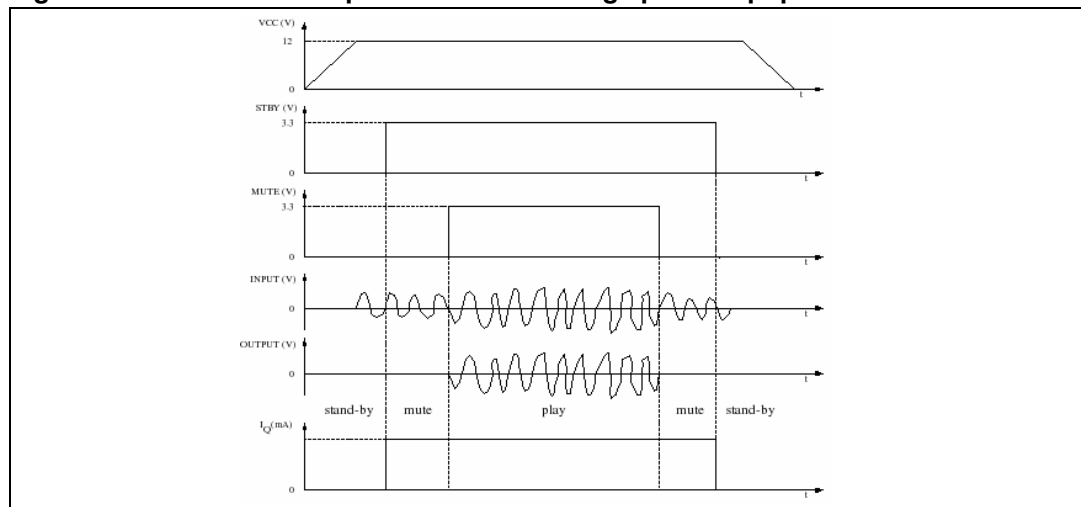 VCC (V)
12
0
t
STBY (V)
3.3
0
t
MUTE (V)
3.3
0
t
INPUT (V)
0
t
OUTPUT (V)
0
t
stand-by mute play mute stand-by
IQ(mA)
0
t